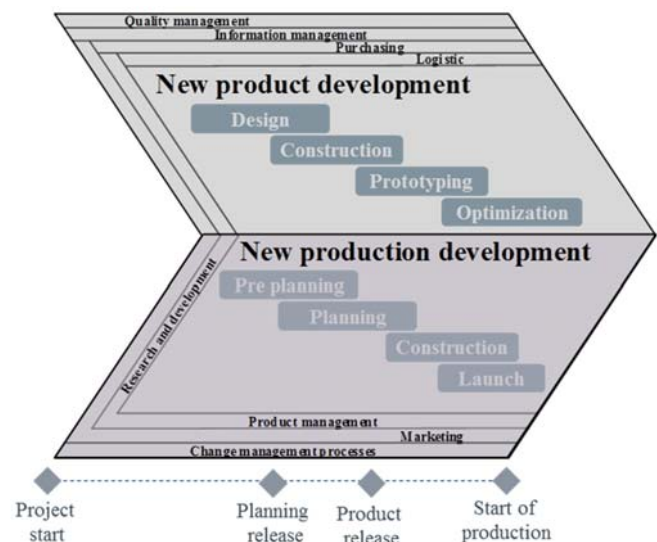 Quality management
Information management
Purchasing
Logistic
New product development
Design
Construction
Prototyping
Optimization
New production development
Research and development
Pre planning
Planning
Construction
Launch
Product management
Marketing
Change management processes
Project
start
Planning
release
Product
release
Start of
production